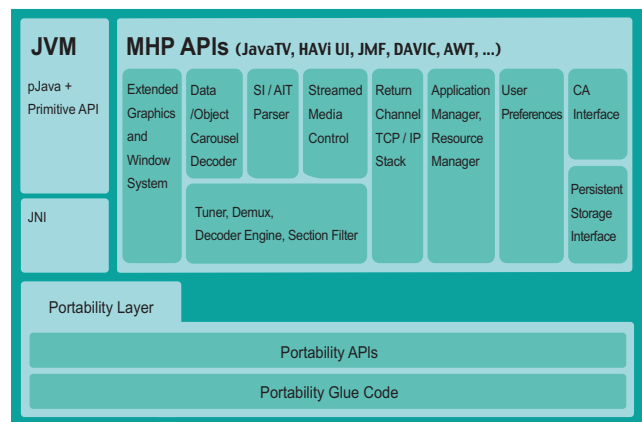 JVM
pJava +
Primitive API
JNI
MHP APIs (JavaTV, HAVi UI, JMF, DAVIC, AWT, ...)
Extended
Graphics
and
Window
System
Data
/Object
Carousel
Decoder
SI / AIT
Parser
Streamed
Media
Control
Tuner, Demux,
Decoder Engine, Section Filter
Return
Channel
TCP / IP
Stack
Application
Manager,
Resource
Manager
User
Preferences
CA
Interface
Persistent
Storage
Interface
Portability Layer
Portability APIs
Portability Glue Code